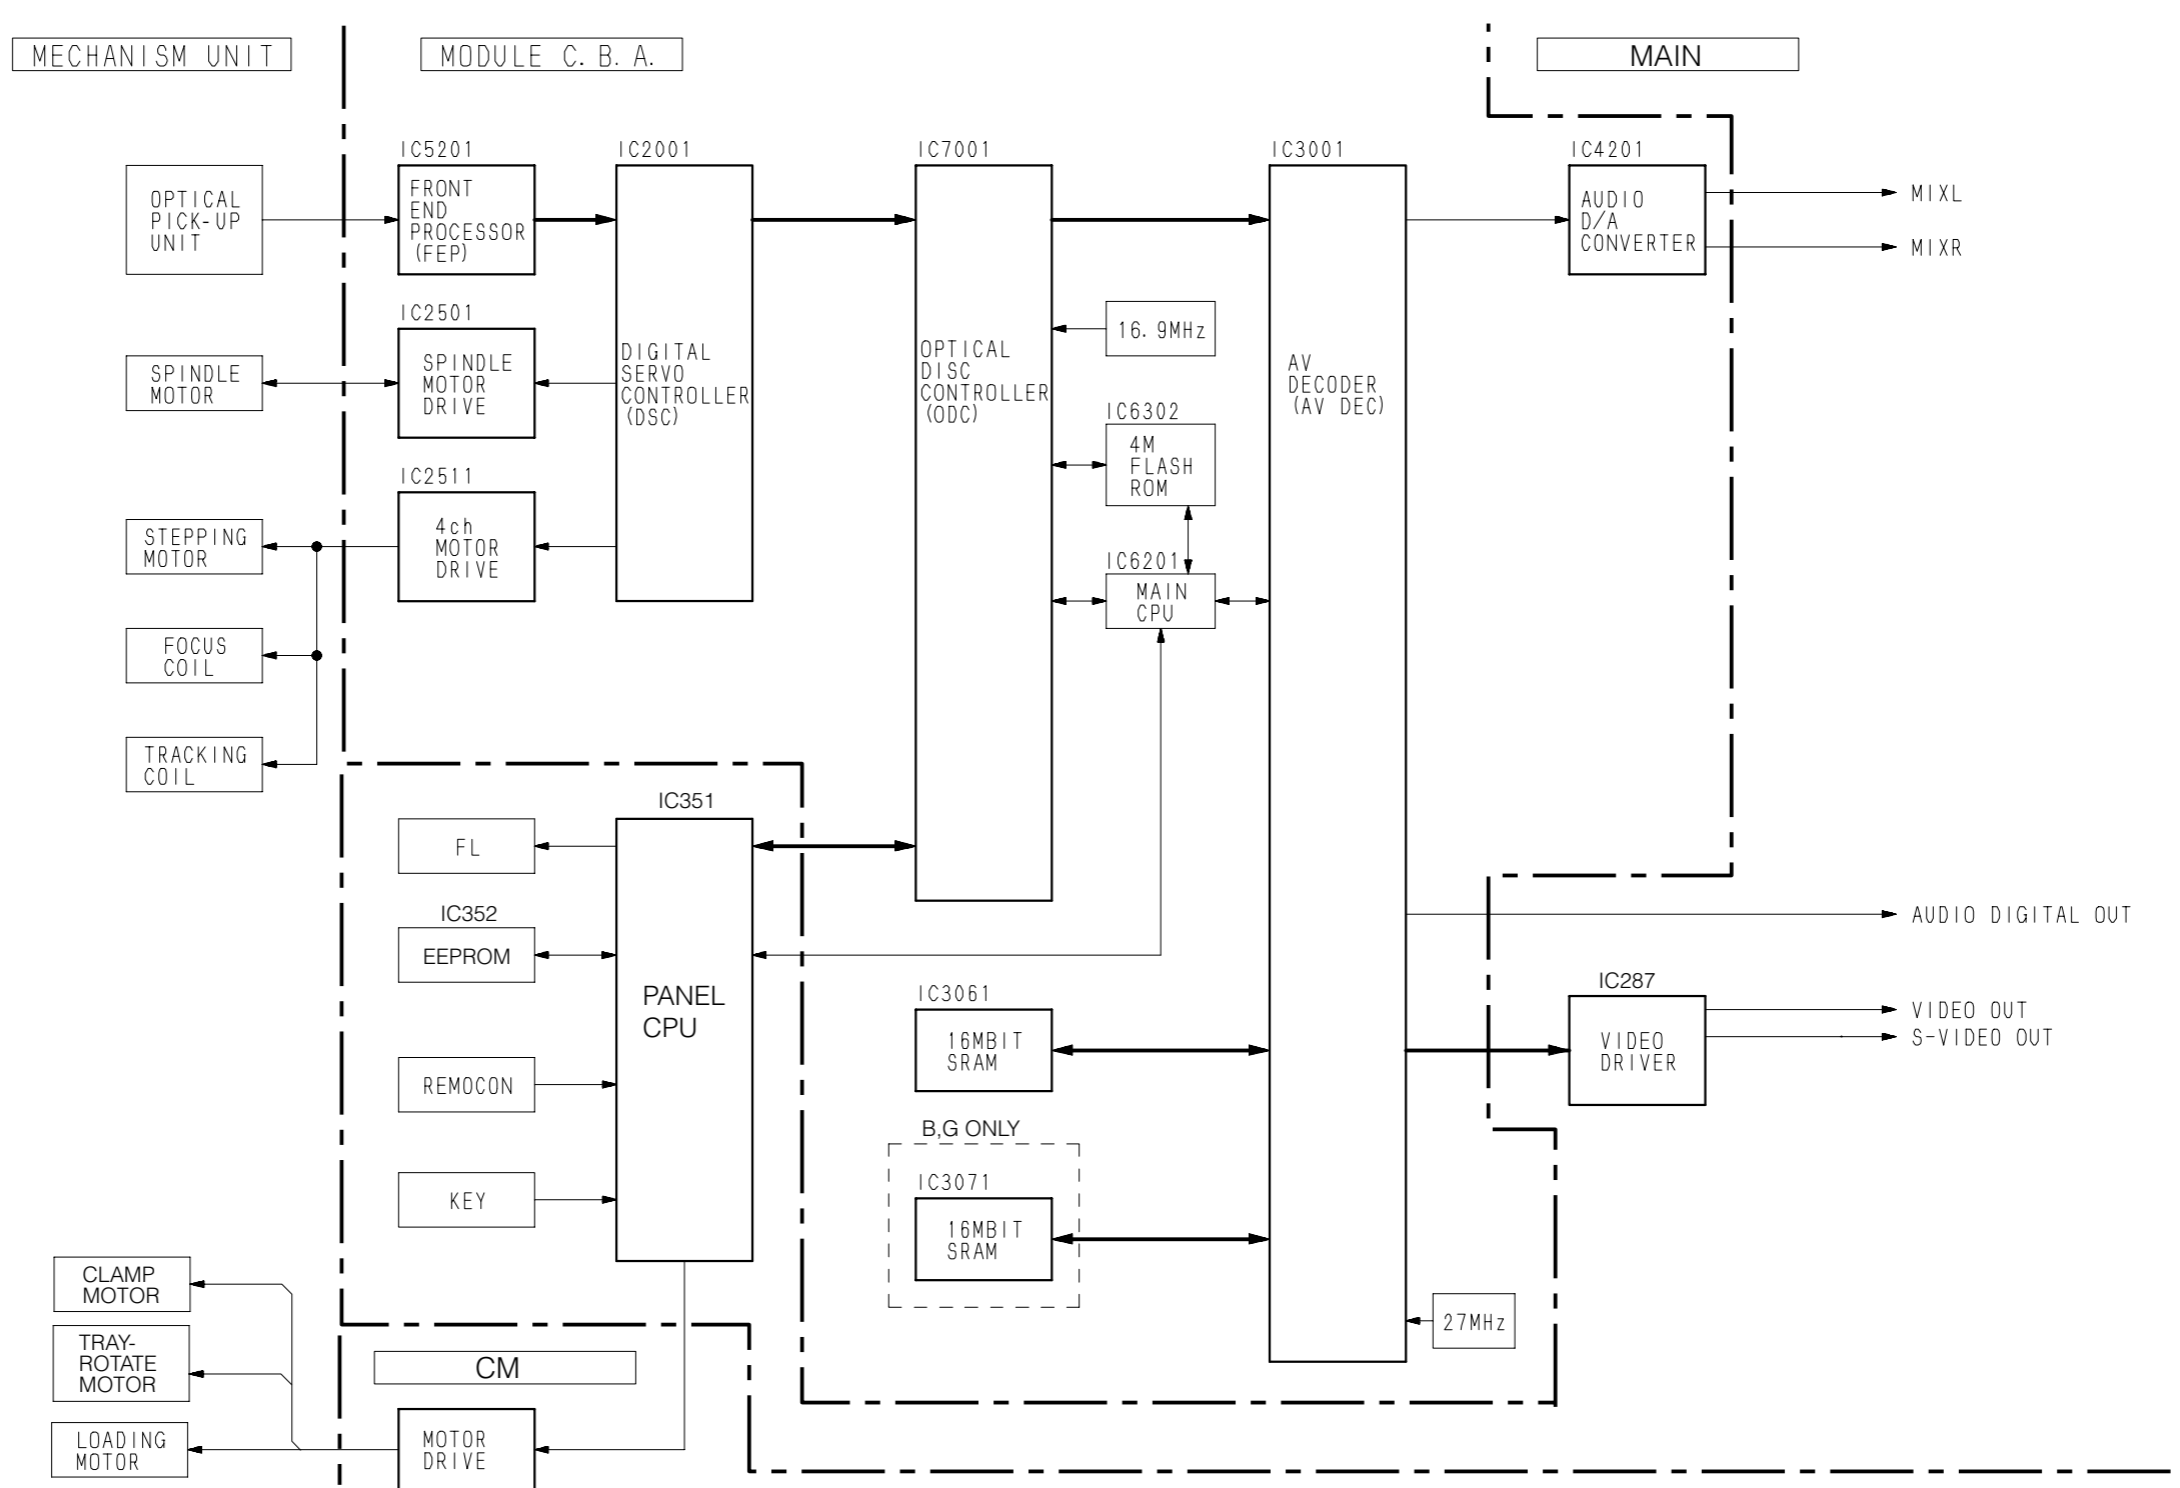 MECHANISM UNIT
MODULE C. B. A.
MAIN
IC5201
IC2001
IC7001
IC3001
IC4201
OPTICAL
PICK-UP
UNIT
FRONT
END
PROCESSOR
(FEP)
AUDIO
D/A
CONVERTER
MIXL
MIXR
IC2501
16. 9MHz
SPINDLE
MOTOR
SPINDLE
MOTOR
DRIVE
DIGITAL
SERVO
CONTROLLER
(DSC)
OPTICAL
DISC
CONTROLLER
(ODC)
AV
DECODER
(AV DEC)
IC6302
4M
FLASH
ROM
IC2511
STEPPING
MOTOR
4ch
MOTOR
DRIVE
IC6201
MAIN
CPU
FOCUS
COIL
TRACKING
COIL
IC351
FL
IC352
EEPROM
PANEL
CPU
AUDIO DIGITAL OUT
IC287
VIDEO
DRIVER
VIDEO OUT
S-VIDEO OUT
IC3061
16MBIT
SRAM
REMOCON
B,G ONLY
IC3071
16MBIT
SRAM
KEY
CLAMP
MOTOR
27MHz
TRAY-
ROTATE
MOTOR
CM
LOADING
MOTOR
MOTOR
DRIVE